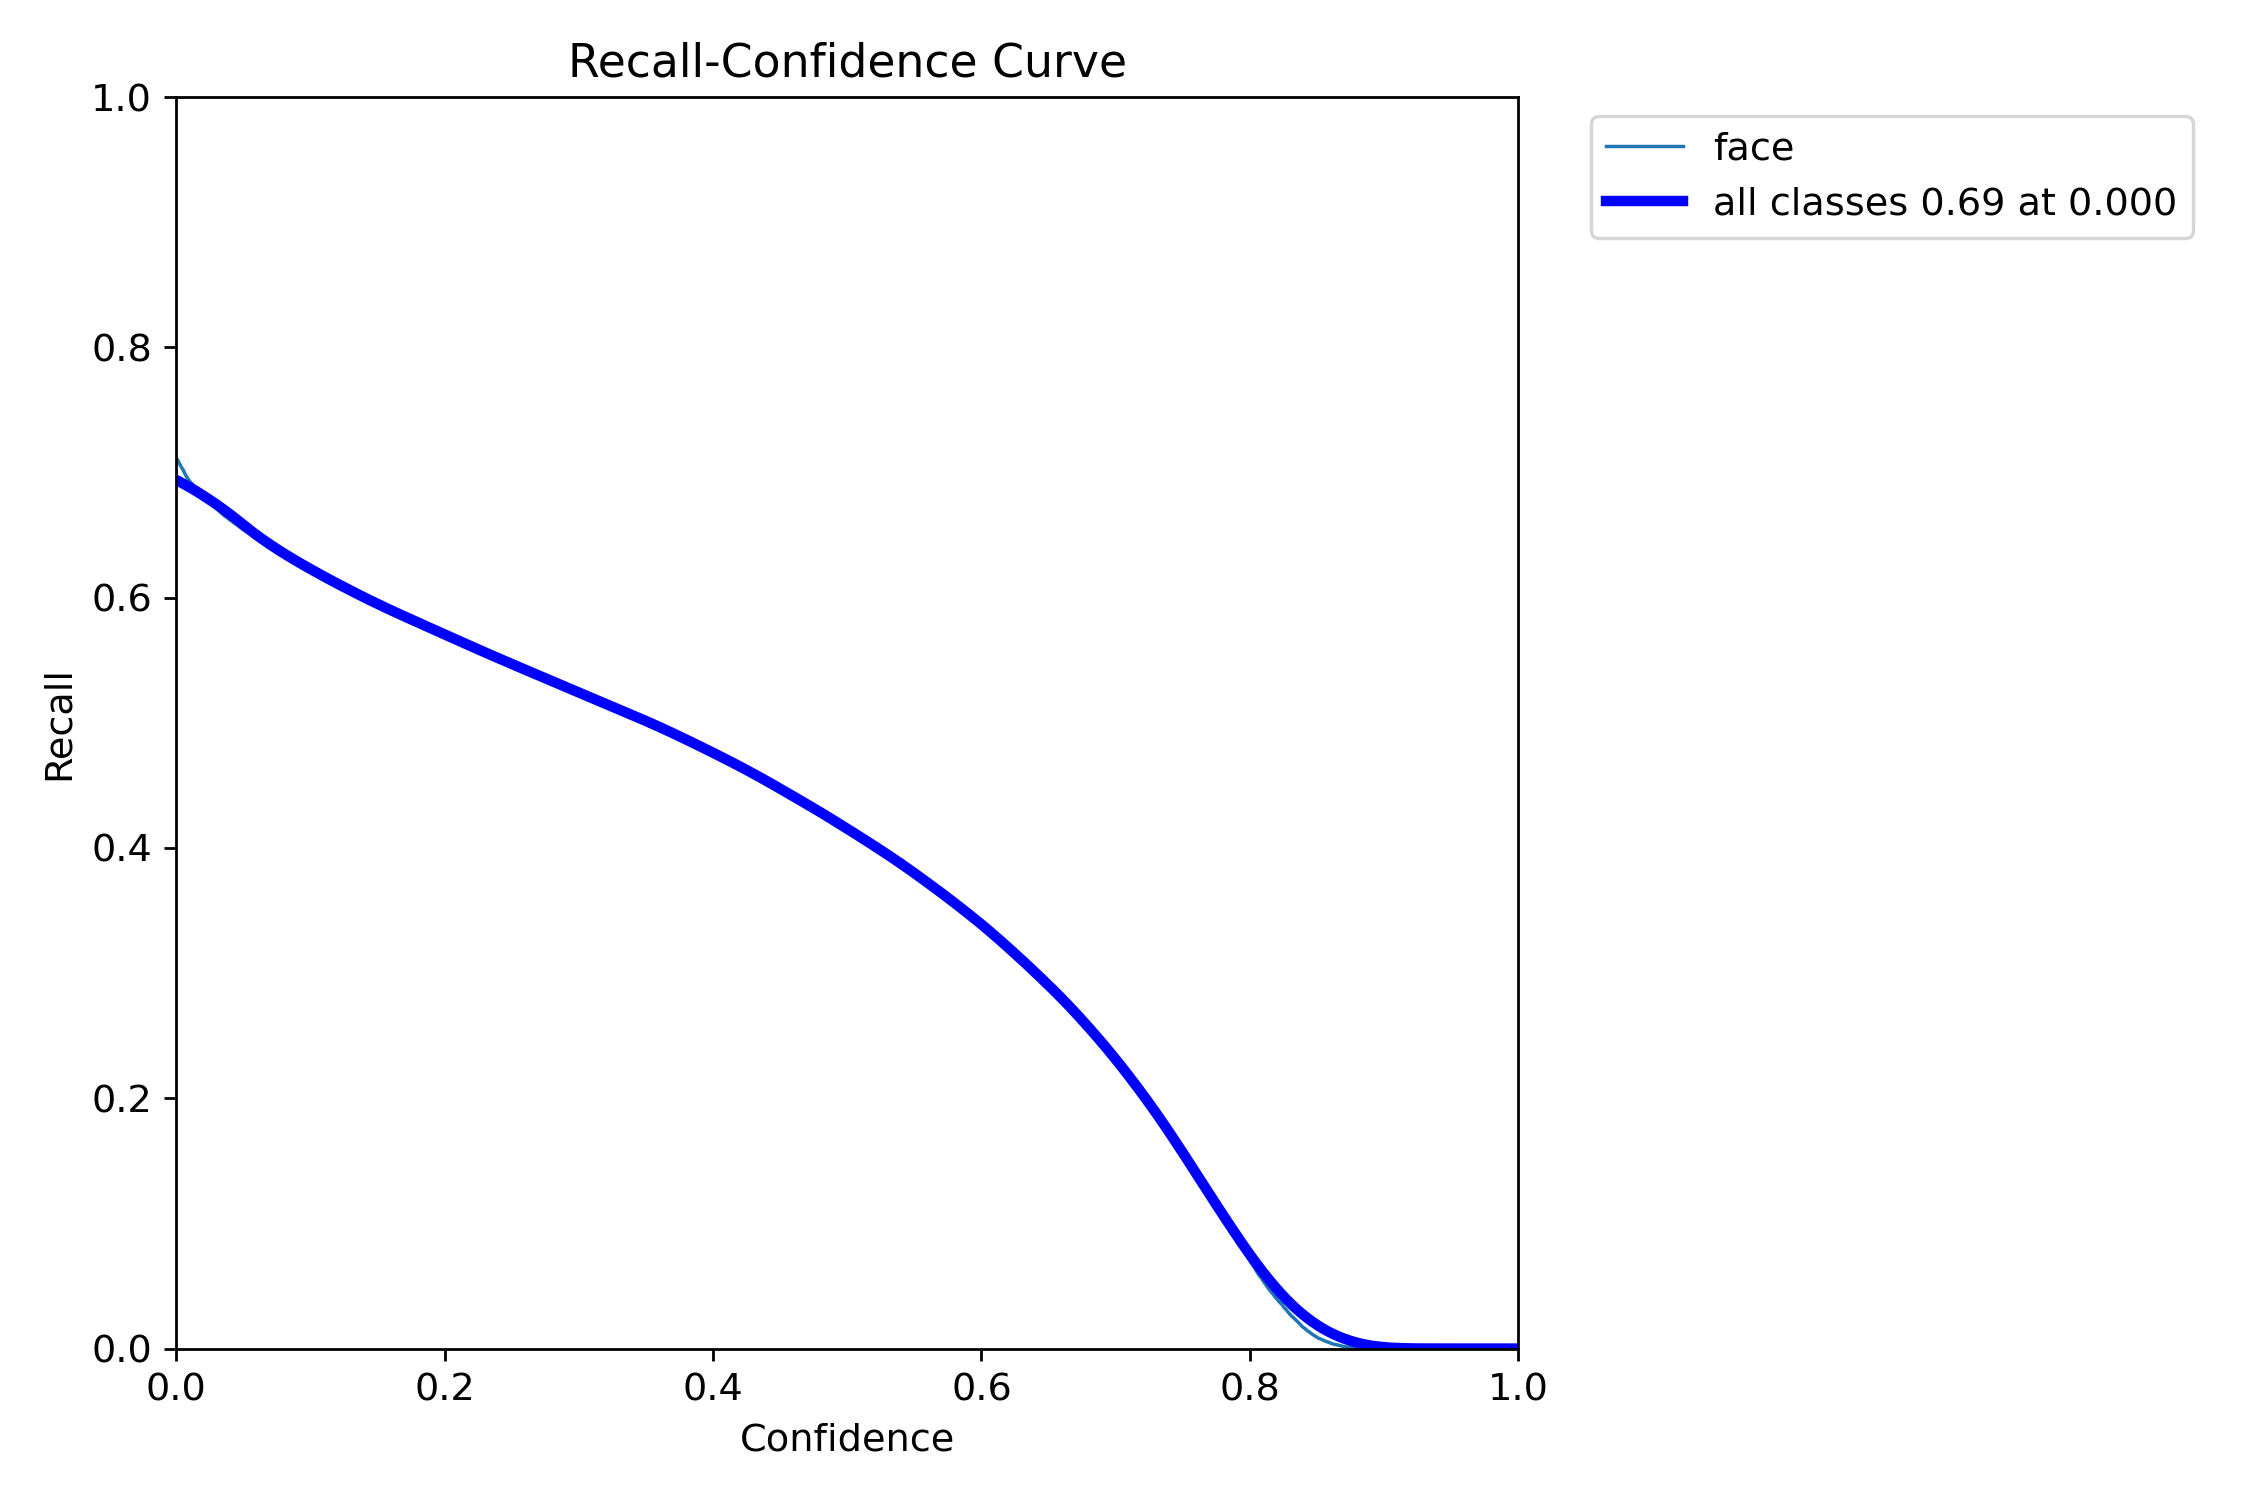 Recall-Confidence Curve
1.0
0.8
0.6
0.4
0.2
0.0
Recall
0.0 0.2 0.4 0.6 0.8 1.0
Confidence
face
all classes 0.69 at 0.000